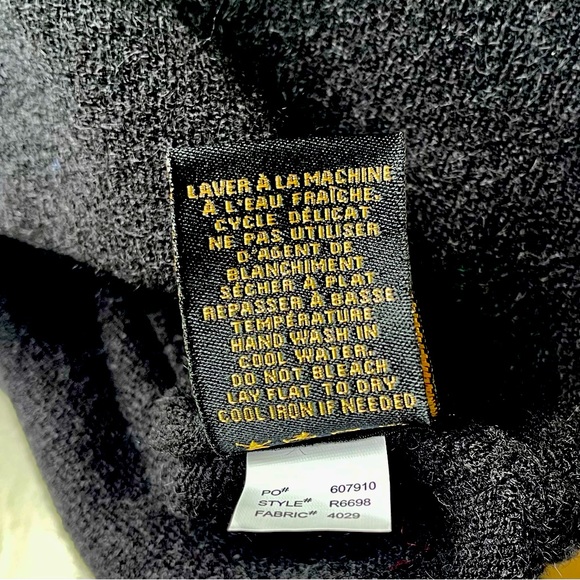 LAVER À LA MACHINE
À L'EAU FRAÎCHE.
CYCLE DÉLICAT
NE PAS UTILISER
D'AGENT DE
BLANCHIMENT
SÉCHER À PLAT
REPASSER À BASSE
TEMPÉRATURE
HAND WASH IN
COOL WATER.
DO NOT BLEACH
LAY FLAT TO DRY
COOL IRON IF NEEDED
PO# 607910
STYLE# R6698
FABRIC# 4029